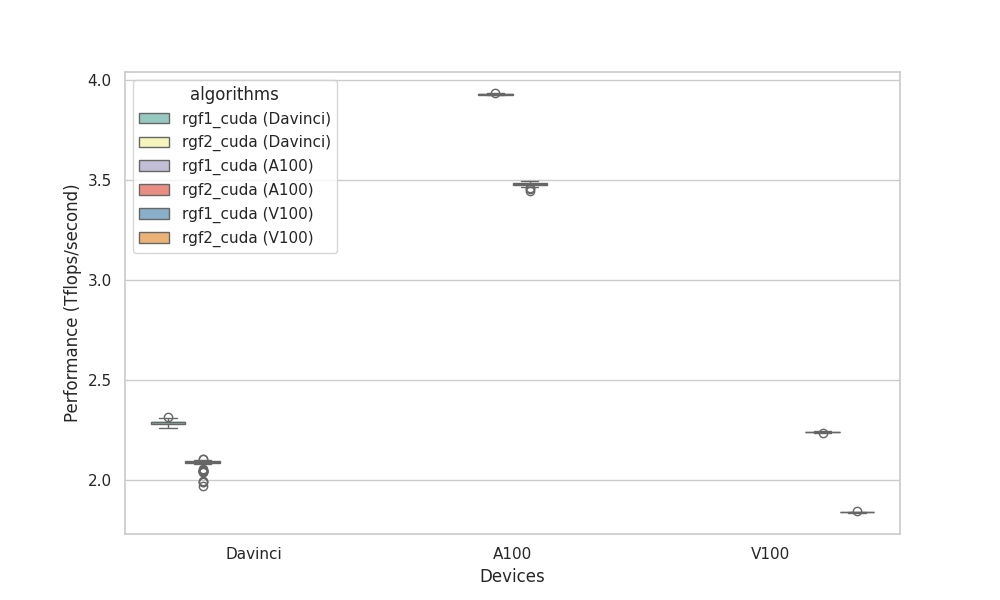 4.0
3.5
3.0
2.5
2.0
Performance (Tflops/second)
algorithms
rgf1_cuda (Davinci)
rgf2_cuda (Davinci)
rgf1_cuda (A100)
rgf2_cuda (A100)
rgf1_cuda (V100)
rgf2_cuda (V100)
Davinci
A100
V100
Devices